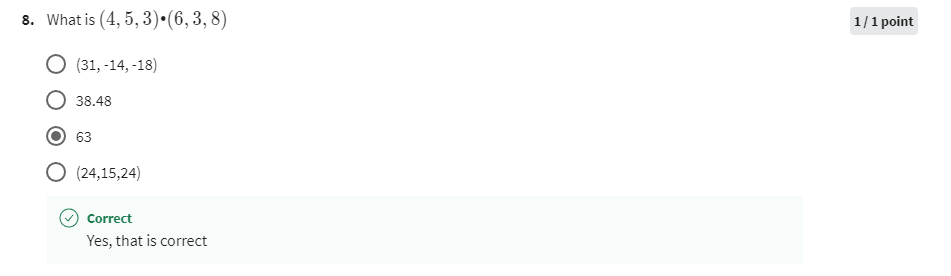 8. What is (4, 5, 3)•(6, 3, 8)
1 / 1 point
(31, -14, -18)
38.48
63
(24,15,24)
Correct
Yes, that is correct